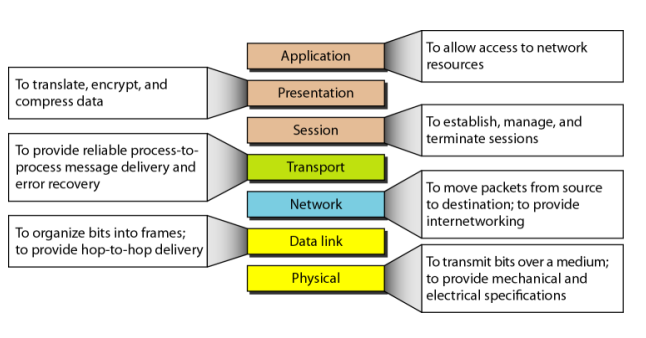 Application
To allow access to network
resources
To translate, encrypt, and
compress data
Presentation
Session
To establish, manage, and
terminate sessions
To provide reliable process-to-
process message delivery and
error recovery
Transport
Network
To move packets from source
to destination; to provide
internetworking
To organize bits into frames;
to provide hop-to-hop delivery
Data link
Physical
To transmit bits over a medium;
to provide mechanical and
electrical specifications